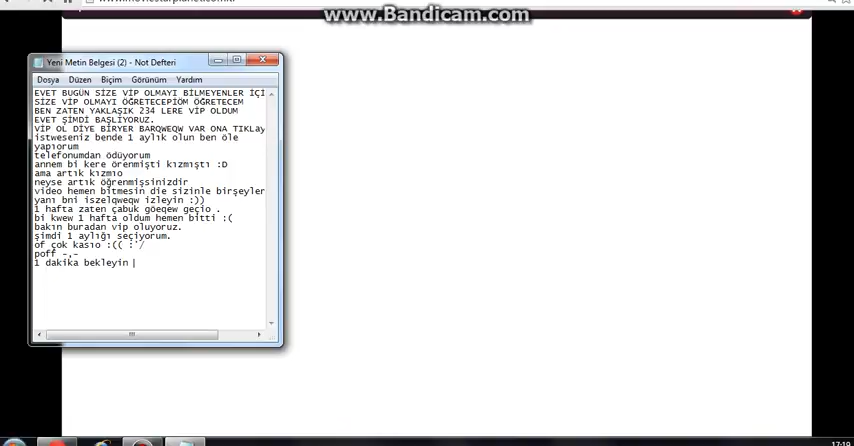 www.Bandicam.com
Yeni Metin Belgesi (2) - Not Defteri
Dosya Düzen Biçim Görünüm Yardım
EVET BUGÜN SİZE VİP OLMAYI BİLMEYENLER İÇİ
SİZE VİP OLMAYI ÖĞRETECEPİÖM ÖĞRETECEM
BEN ZATEN YAKLAŞIK 234 LERE VİP OLDUM
EVET ŞİMDİ BAŞLIYORUZ.
VİP OL DİYE BİRYER BARQWEQW VAR ONA TIKLAy
istweseniz bende 1 aylık olun ben öle
yapıorum
telefonumdan ödüyorum
annem bi kere örenmişti kızmıştı :D
ama artık kızmıo
neyse artık öğrenmişsinizdir
video hemen bitmesin die sizinle birşeyler
yanı bni iszelqweqw izleyin :))
1 hafta zaten çabuk göeqew geçio .
bi kwew 1 hafta oldum hemen bitti :(
bakın buradan vip oluyoruz.
şimdi 1 aylığı seçiyorum.
of çok kasıo :(( :'/
poff -,-
1 dakika bekleyin
17:19